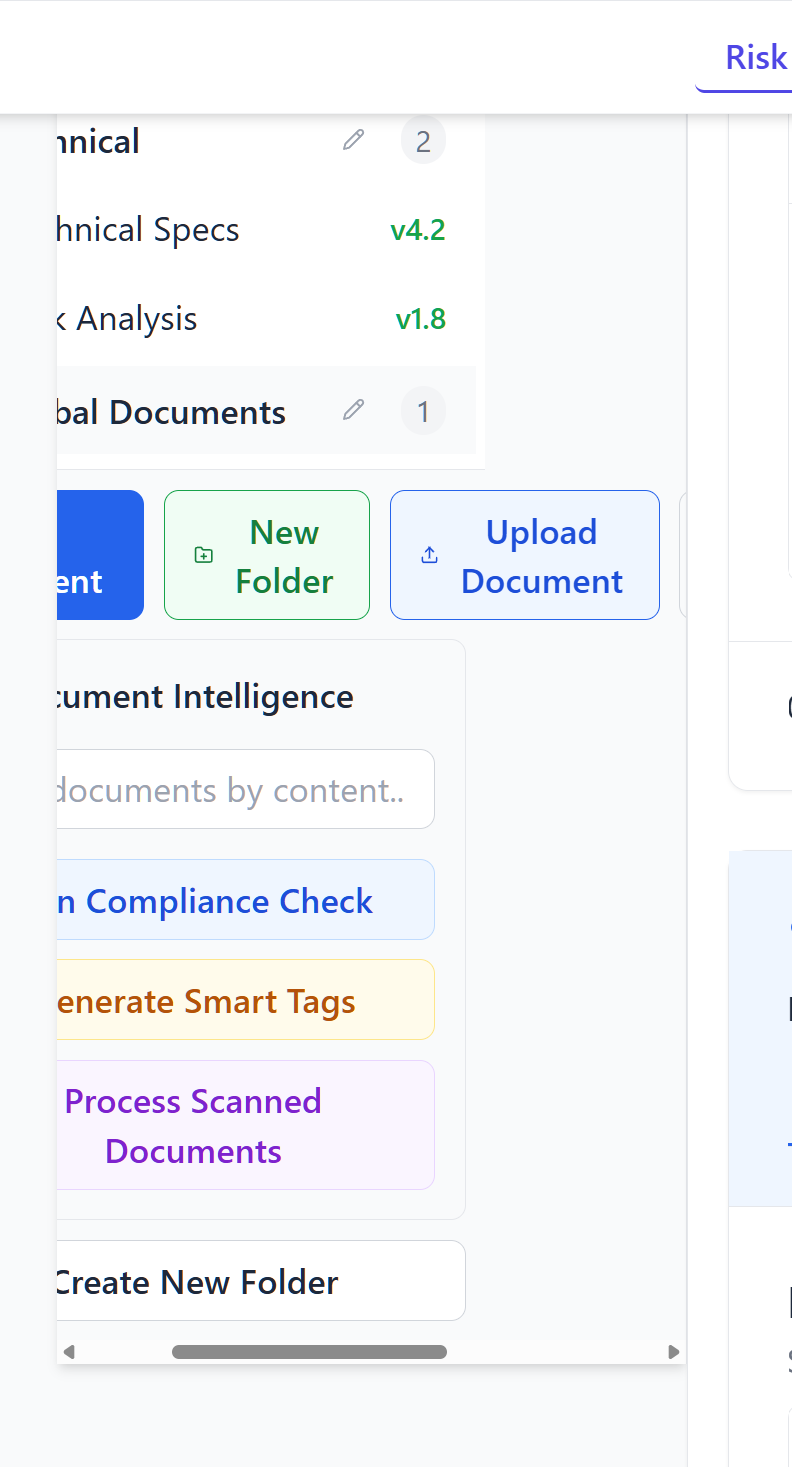 Risk
hnical
2
hnical Specs
v4.2
k Analysis
v1.8
bal Documents
1
ent
New
Folder
Upload
Document
cument Intelligence
documents by content..
n Compliance Check
enerate Smart Tags
Process Scanned
Documents
Create New Folder